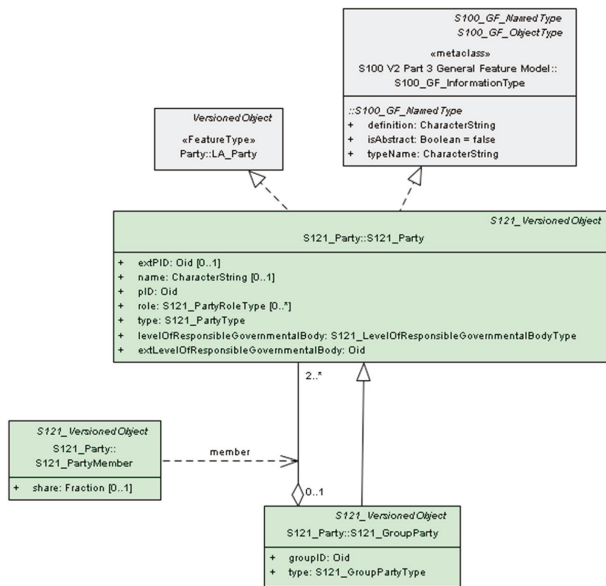 S100_GF_NamedType
S100_GF_ObjectType
«metaclass»
S100 V2 Part 3 General Feature Model::
S100_GF_InformationType
::S100_GF_NamedType
+ definition: CharacterString
+ isAbstract: Boolean = false
+ typeName: CharacterString
VersionedObject
«FeatureType»
Party::LA_Party
S121_VersionedObject
S121_Party::S121_Party
+ extPID: Oid [0..1]
+ name: CharacterString [0..1]
+ pID: Oid
+ role: S121_PartyRoleType [0..*]
+ type: S121_PartyType
+ levelOfResponsibleGovernmentalBody: S121_LevelOfResponsibleGovernmentalBodyType
+ extLevelOfResponsibleGovernmentalBody: Oid
2..*
S121_VersionedObject
S121_Party::
S121_PartyMember
+ share: Fraction [0..1]
member
0..1
S121_VersionedObject
S121_Party::S121_GroupParty
+ groupID: Oid
+ type: S121_GroupPartyType